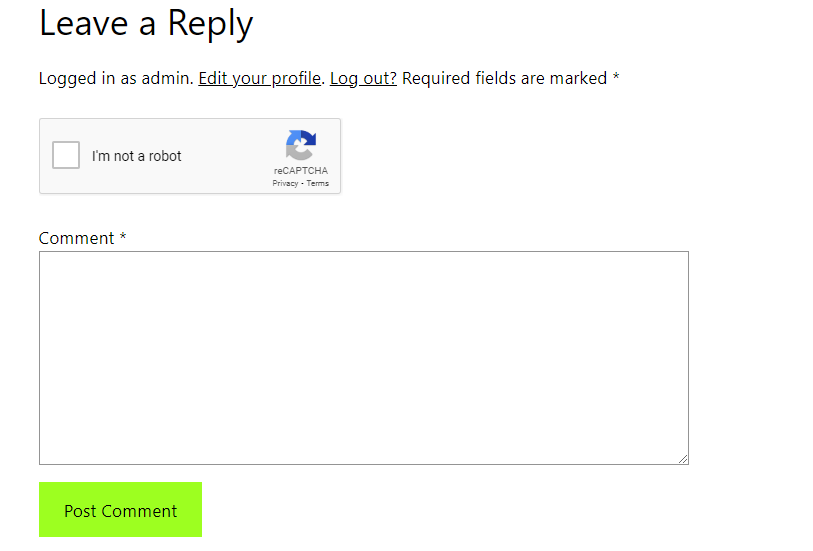 Leave a Reply
Logged in as admin. Edit your profile. Log out? Required fields are marked *
I'm not a robot
reCAPTCHA
Privacy - Terms
Comment *
Post Comment